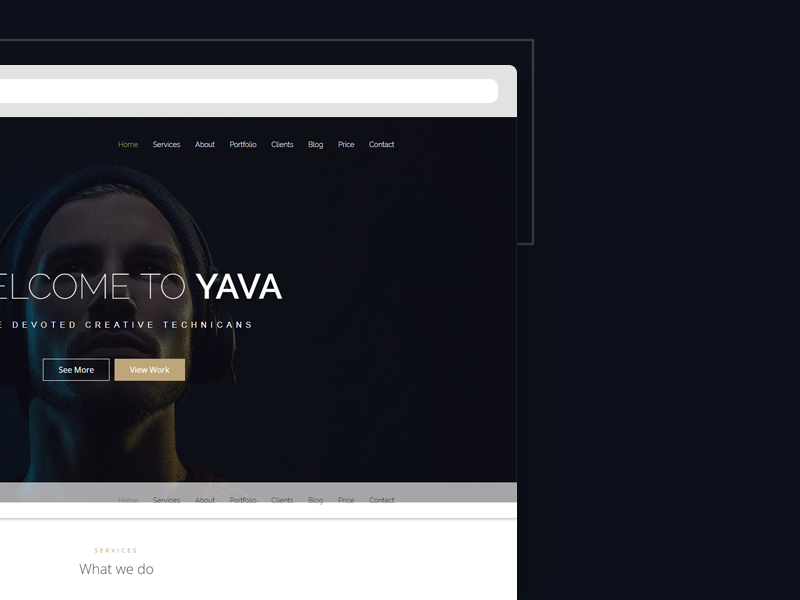 Home Services About Portfolio Clients Blog Price Contact
ELCOME TO YAVA
E DEVOTED CREATIVE TECHNICANS
See More View Work
Home Services About Portfolio Clients Blog Price Contact
SERVICES
What we do